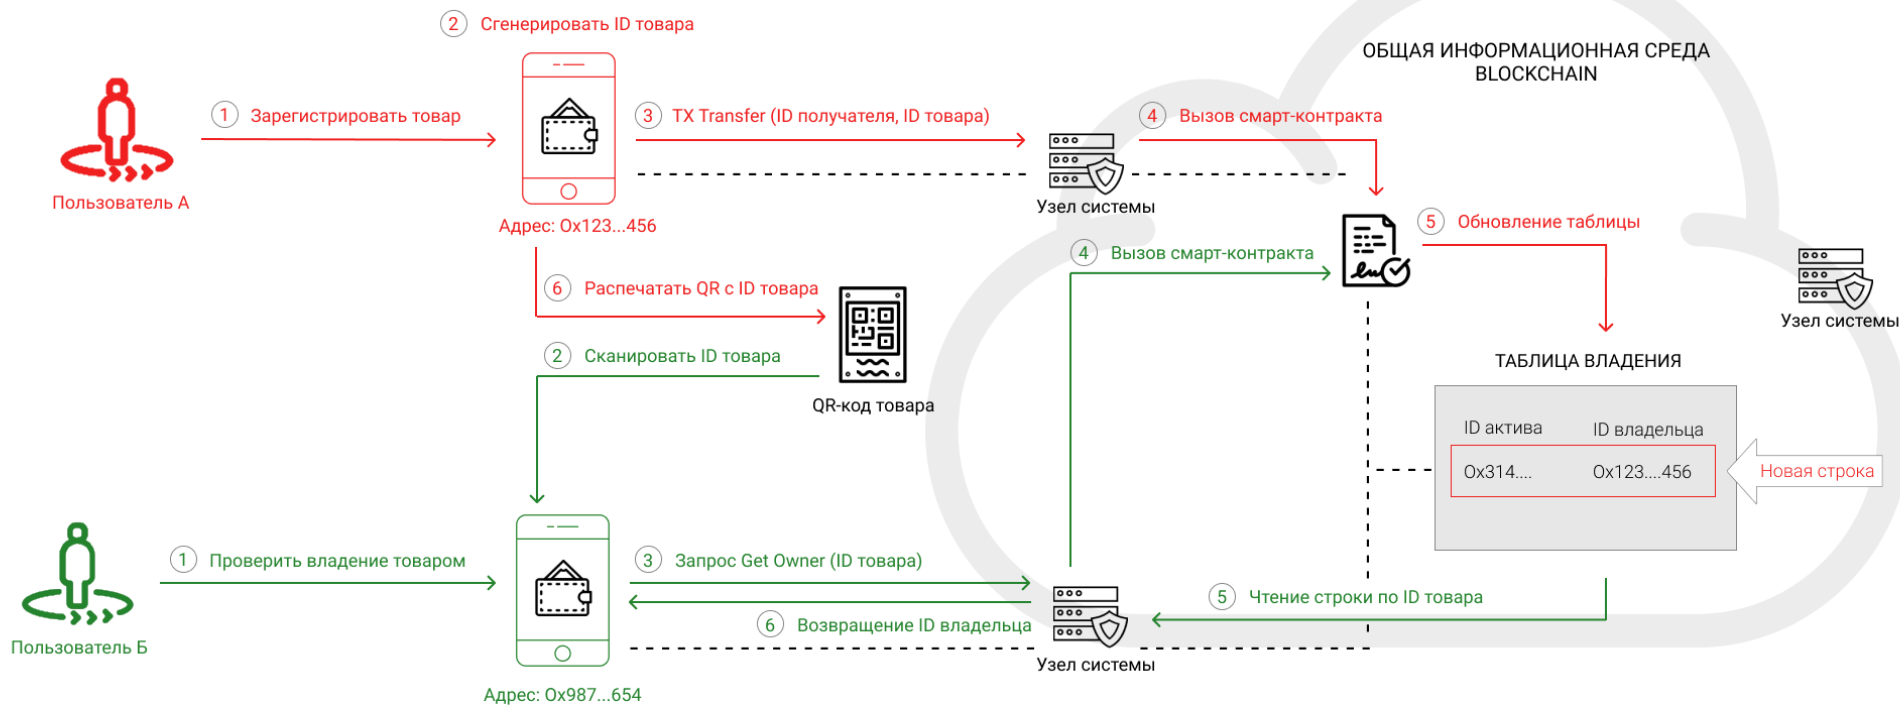 2 Сгенерировать ID товара
ОБЩАЯ ИНФОРМАЦИОННАЯ СРЕДА
BLOCKCHAIN
1 Зарегистрировать товар
3 TX Transfer (ID получателя, ID товара)
4 Вызов смарт-контракта
Пользователь А
Узел системы
Адрес: Ox123...456
5 Обновление таблицы
4 Вызов смарт-контракта
6 Распечатать QR с ID товара
Узел системы
2 Сканировать ID товара
ТАБЛИЦА ВЛАДЕНИЯ
QR-код товара
ID актива ID владельца
Ox314.... Ox123....456
Новая строка
1 Проверить владение товаром
3 Запрос Get Owner (ID товара)
5 Чтение строки по ID товара
6 Возвращение ID владельца
Пользователь Б
Узел системы
Адрес: Ox987...654